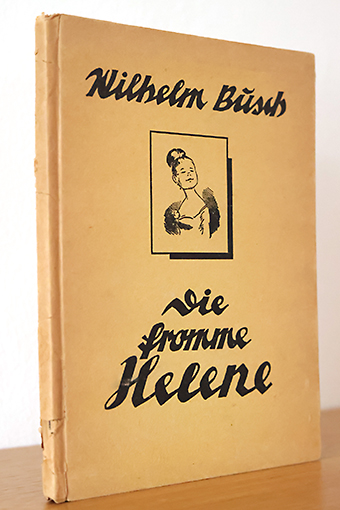 Wilhelm Busch
Die
fromme
Helene